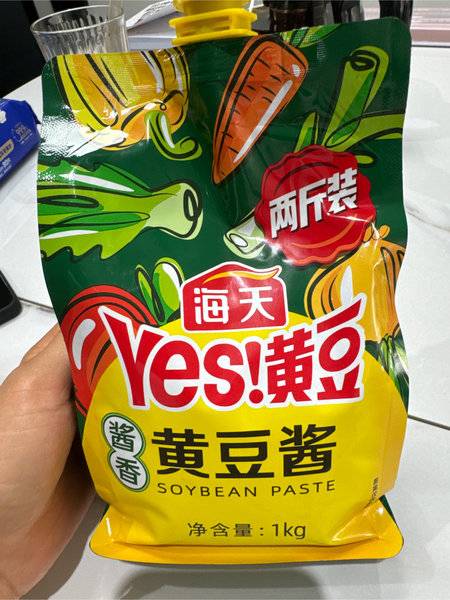 两斤装
海天
Yes!黄豆
酱香
黄豆酱
SOYBEAN PASTE
净含量：1kg